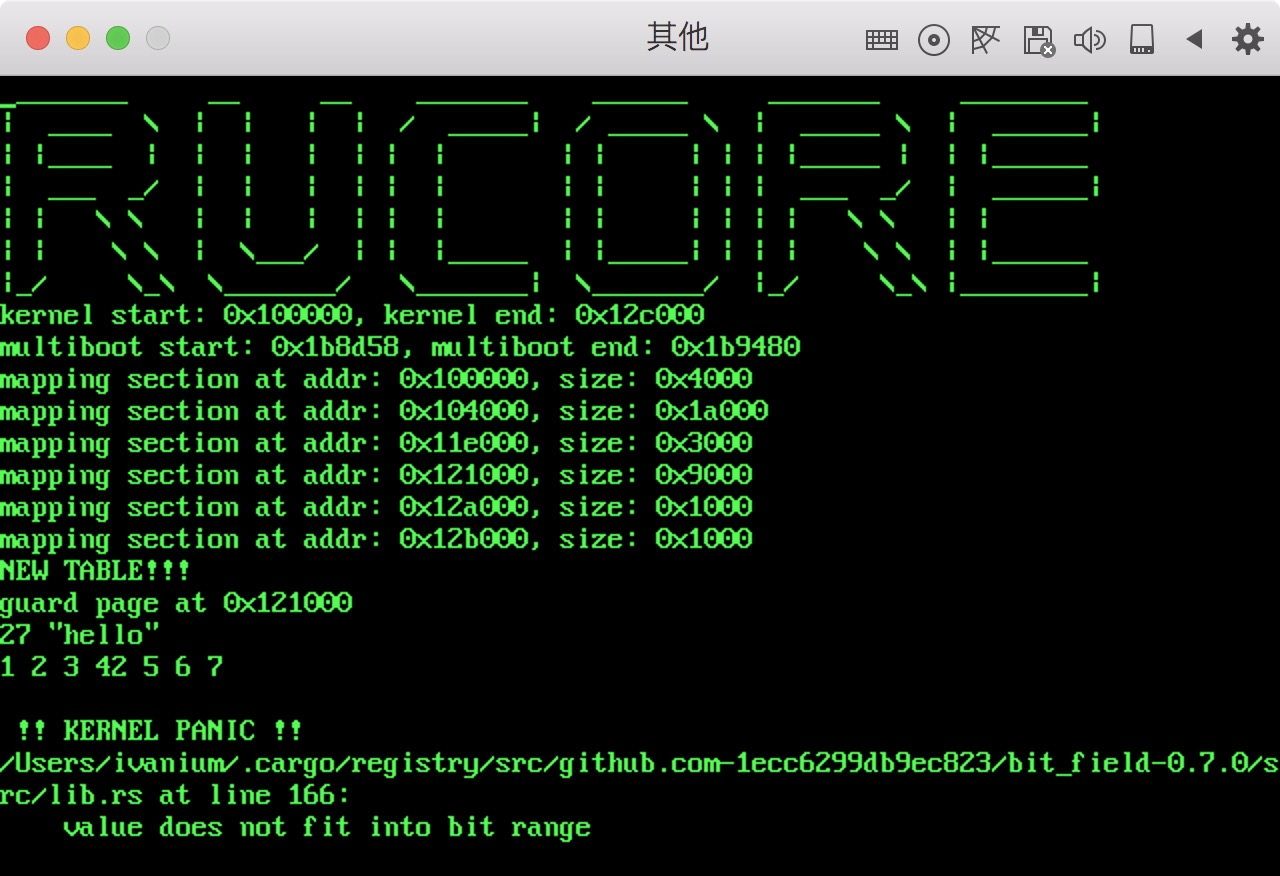 其他
RUCORE
kernel start: 0x100000, kernel end: 0x12c000
multiboot start: 0x1b8d58, multiboot end: 0x1b9480
mapping section at addr: 0x100000, size: 0x4000
mapping section at addr: 0x104000, size: 0x1a000
mapping section at addr: 0x11e000, size: 0x3000
mapping section at addr: 0x121000, size: 0x9000
mapping section at addr: 0x12a000, size: 0x1000
mapping section at addr: 0x12b000, size: 0x1000
NEW TABLE!!!
guard page at 0x121000
27 "hello"
1 2 3 42 5 6 7
!! KERNEL PANIC !!
/Users/ivanium/.cargo/registry/src/github.com-1ecc6299db9ec823/bit_field-0.7.0/s
rc/lib.rs at line 166:
value does not fit into bit range